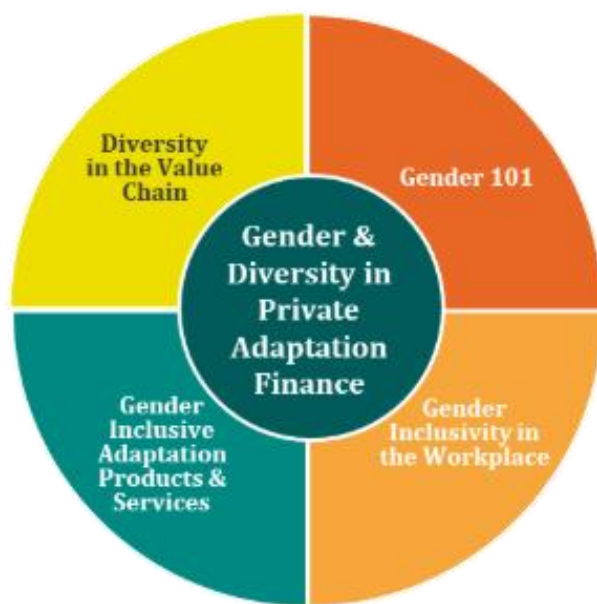 Diversity
in the Value
Chain
Gender 101
Gender &
Diversity in
Private
Adaptation
Finance
Gender
Inclusive
Adaptation
Products &
Services
Gender
Inclusivity in
the Workplace